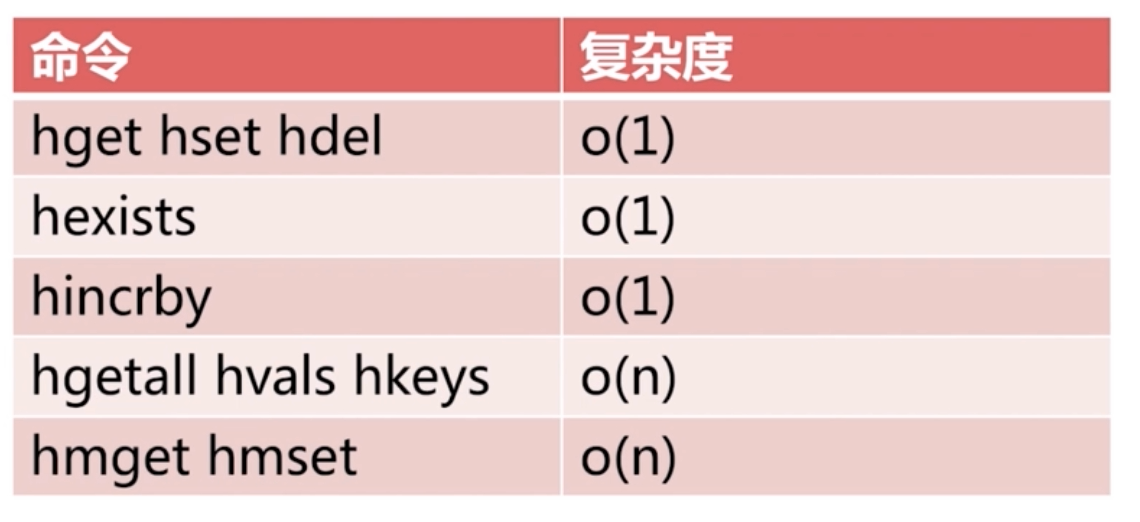 命令 复杂度
hget hset hdel o(1)
hexists o(1)
hincrby o(1)
hgetall hvals hkeys o(n)
hmget hmset o(n)